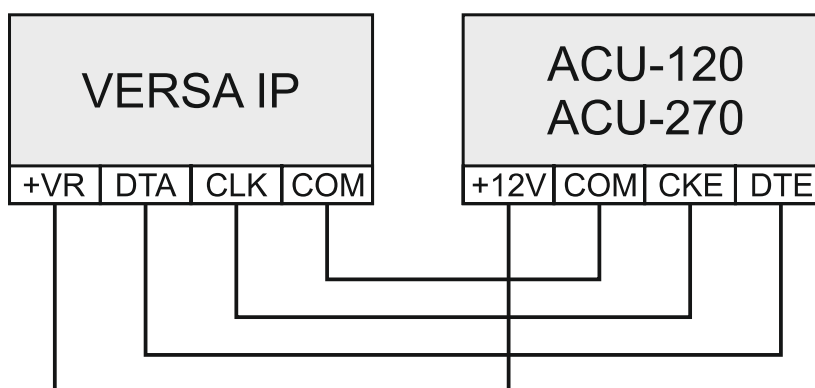 VERSA IP
+VR DTA CLK COM
ACU-120
ACU-270
+12V COM CKE DTE